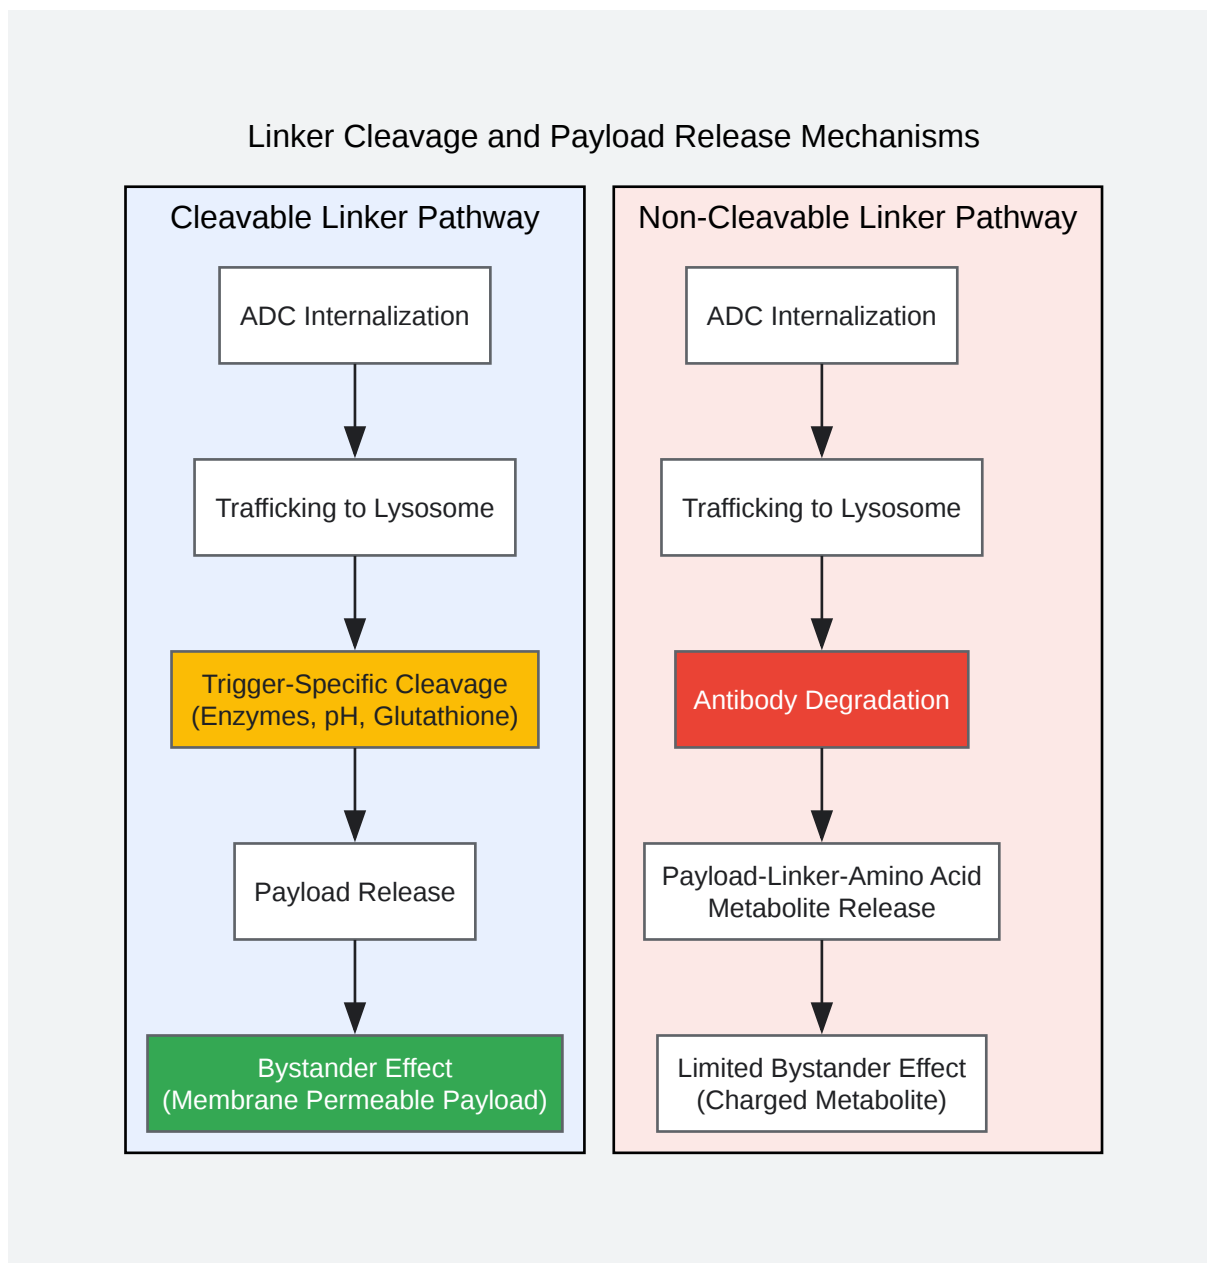 Linker Cleavage and Payload Release Mechanisms
Cleavable Linker Pathway
ADC Internalization
Trafficking to Lysosome
Trigger-Specific Cleavage
(Enzymes, pH, Glutathione)
Payload Release
Bystander Effect
(Membrane Permeable Payload)
Non-Cleavable Linker Pathway
ADC Internalization
Trafficking to Lysosome
Antibody Degradation
Payload-Linker-Amino Acid
Metabolite Release
Limited Bystander Effect
(Charged Metabolite)